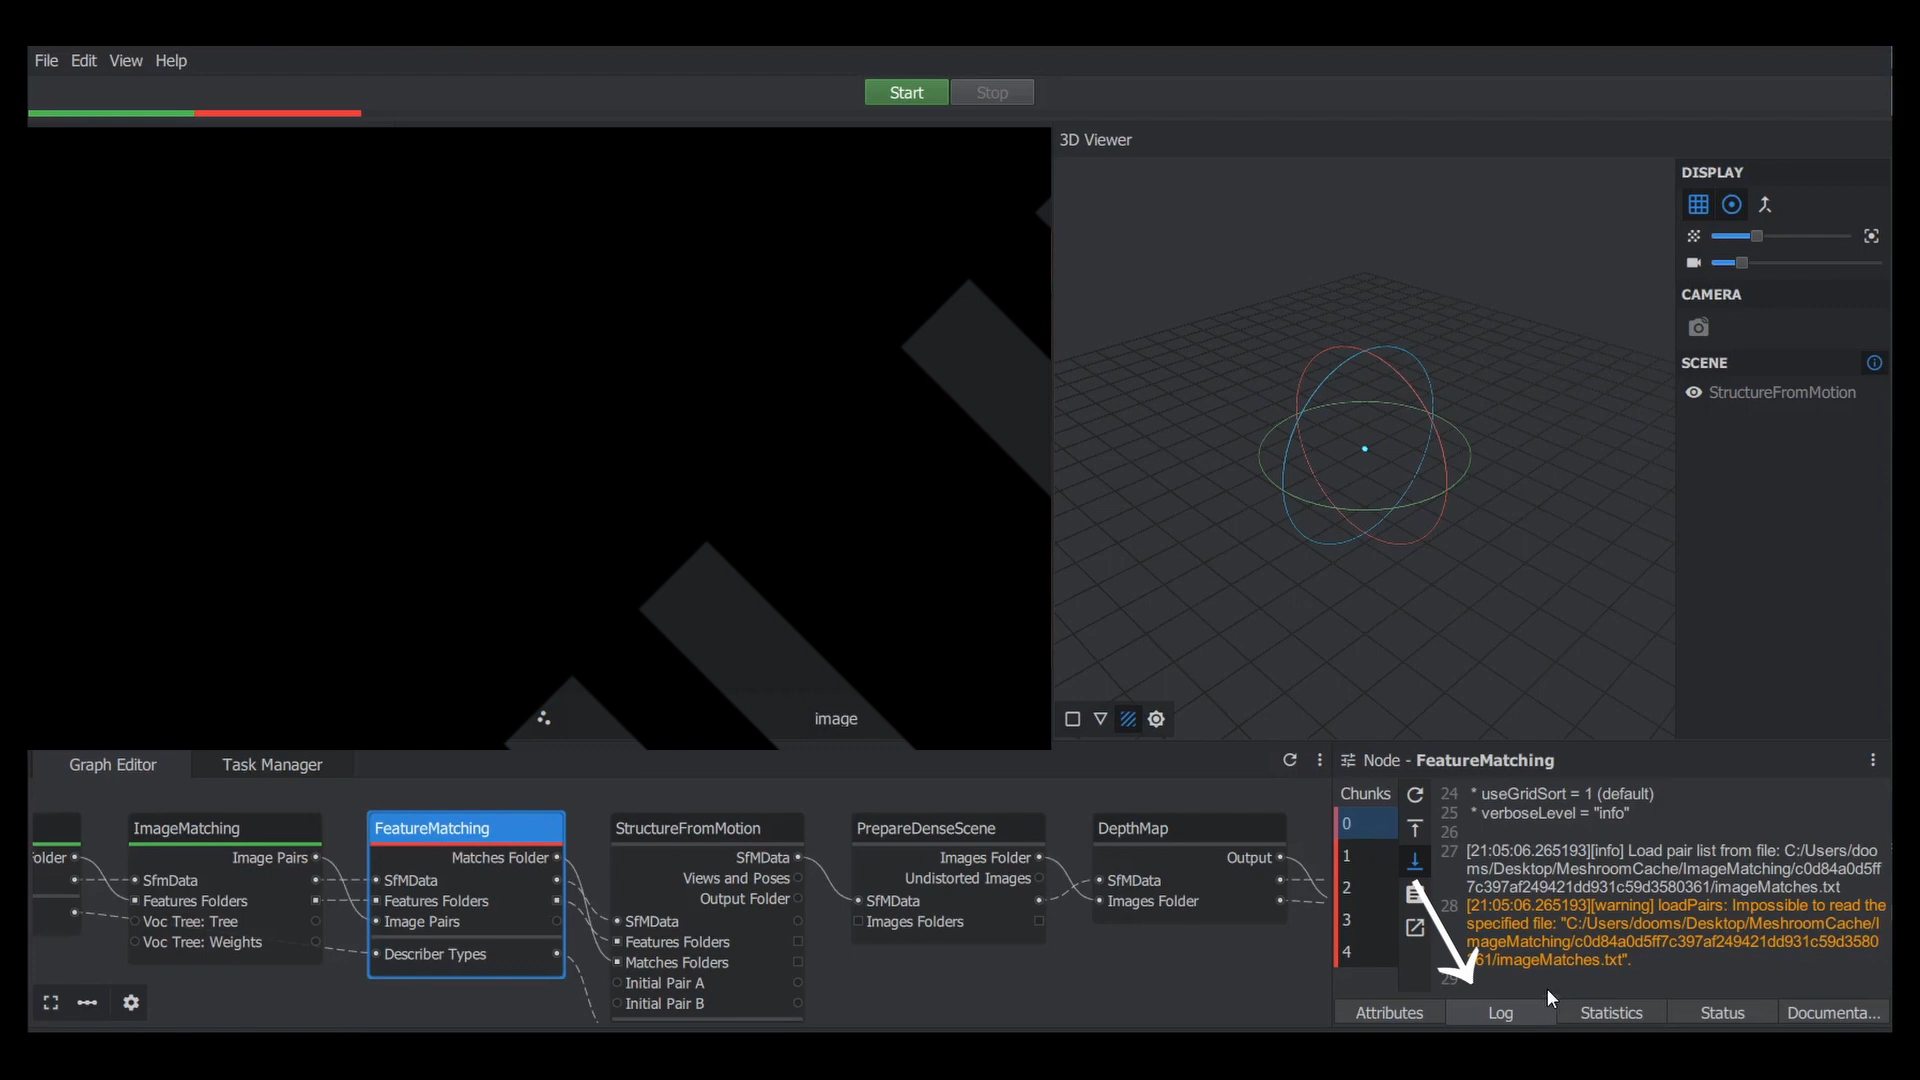 File Edit View Help
Start Stop
3D Viewer
DISPLAY
CAMERA
SCENE
StructureFromMotion
image
Graph Editor Task Manager
older
ImageMatching
Image Pairs
SfmData
Features Folders
Voc Tree: Tree
Voc Tree: Weights
FeatureMatching
Matches Folder
SfMData
Features Folders
Image Pairs
Describer Types
StructureFromMotion
SfMData
Views and Poses
Output Folder
SfMData
Features Folders
Matches Folders
Initial Pair A
Initial Pair B
PrepareDenseScene
Images Folder
Undistorted Images
SfMData
Images Folders
DepthMap
Output
SfMData
Images Folder
Node - FeatureMatching
Chunks
0
1
2
3
4
24 * useGridSort = 1 (default)
25 * verboseLevel = "info"
26
27 [21:05:06.265193][info] Load pair list from file: C:/Users/doo
ms/Desktop/MeshroomCache/ImageMatching/c0d84a0d5ff
7c397af249421dd931c59d3580361/imageMatches.txt
28 [21:05:06.265193][warning] loadPairs: Impossible to read the
specified file: "C:/Users/dooms/Desktop/MeshroomCache/I
mageMatching/c0d84a0d5ff7c397af249421dd931c59d3580
361/imageMatches.txt".
29
Attributes Log Statistics Status Documenta...